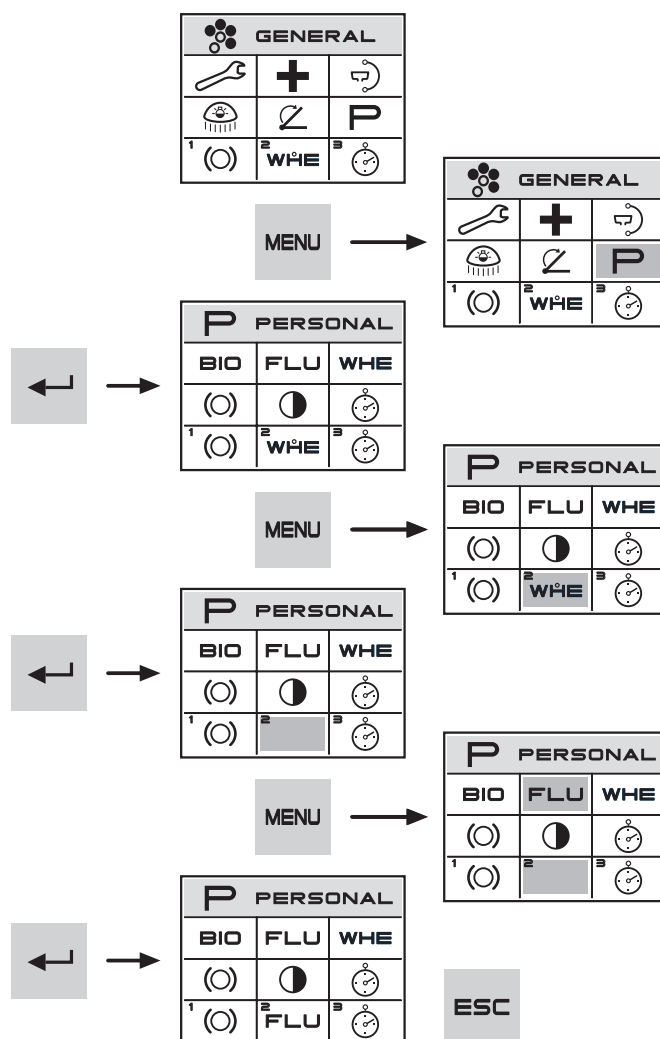 GENERAL
P
1 2 WHE 3
MENU
GENERAL
P
1 2 WHE 3
P PERSONAL
BIO FLU WHE
1 2 WHE 3
MENU
P PERSONAL
BIO FLU WHE
1 2 WHE 3
P PERSONAL
BIO FLU WHE
1 2 3
MENU
P PERSONAL
BIO FLU WHE
1 2 3
P PERSONAL
BIO FLU WHE
1 2 FLU 3
ESC